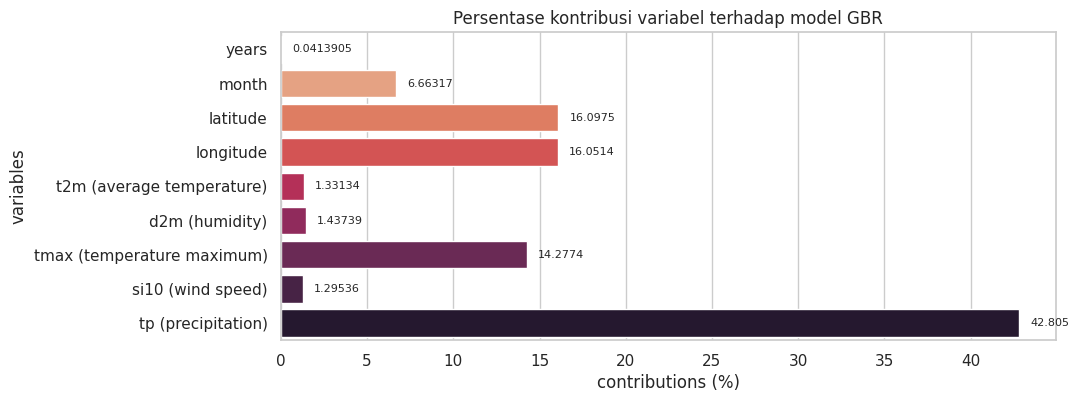 Persentase kontribusi variabel terhadap model GBR
years 0.0413905
month 6.66317
latitude 16.0975
longitude 16.0514
t2m (average temperature) 1.33134
d2m (humidity) 1.43739
tmax (temperature maximum) 14.2774
si10 (wind speed) 1.29536
tp (precipitation) 42.805
variables
0 5 10 15 20 25 30 35 40
contributions (%)